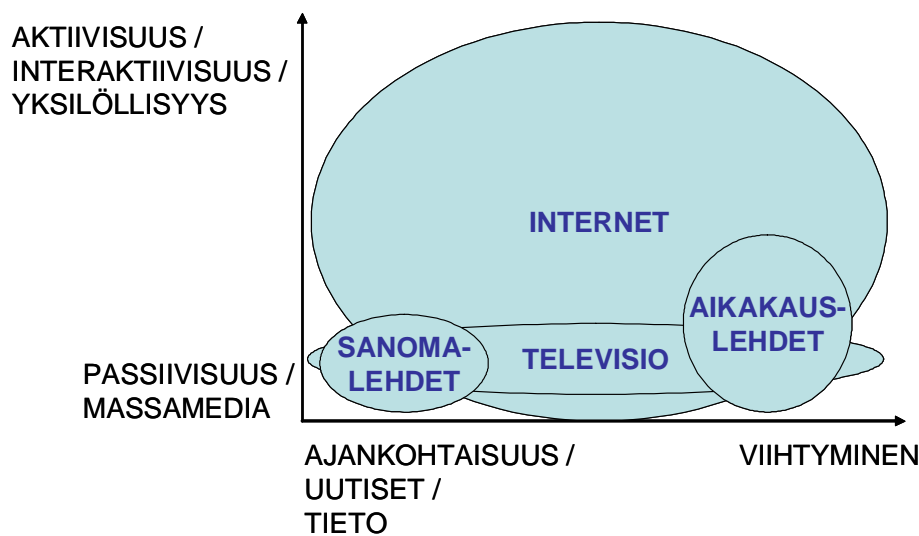 AKTIIVISUUS /
INTERAKTIIVISUUS /
YKSILÖLLISYYS
INTERNET
AIKAKAUS-
LEHDET
SANOMA-
LEHDET
TELEVISIO
PASSIIVISUUS /
MASSAMEDIA
AJANKOHTAISUUS /
UUTISET /
TIETO
VIIHTYMINEN